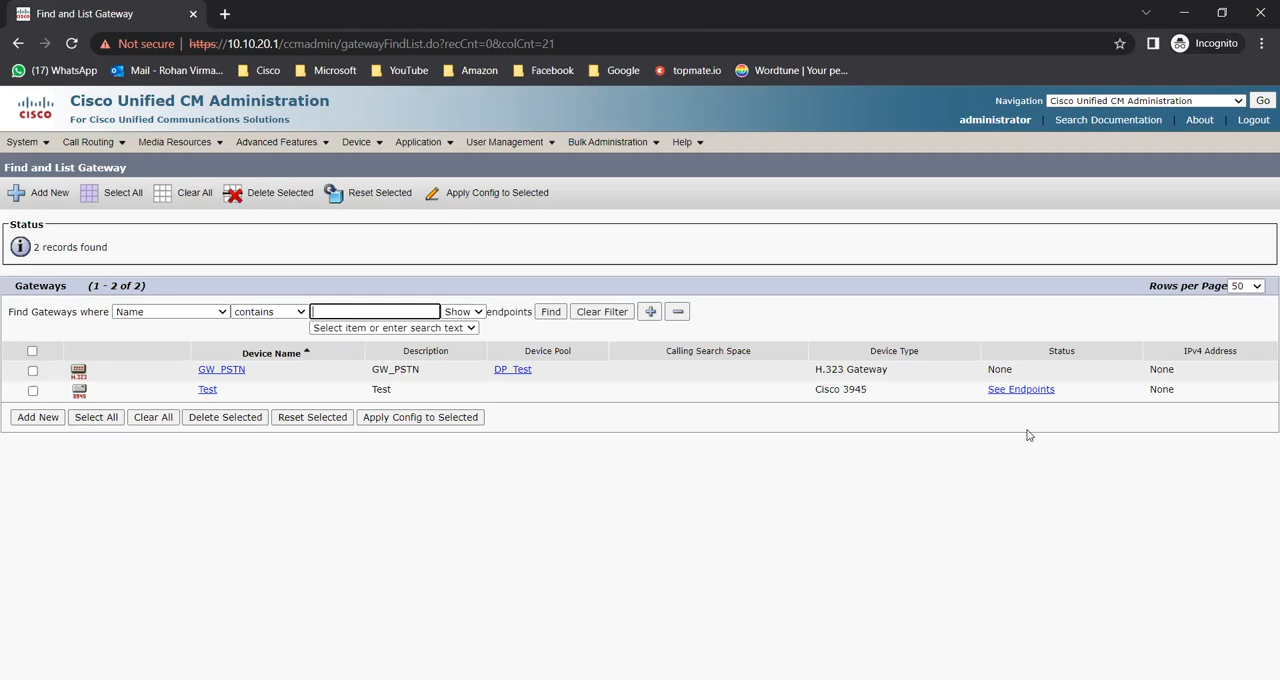 Find and List Gateway
Not secure | https://10.10.20.1/ccmadmin/gatewayFindList.do?recCnt=0&colCnt=21 Incognito
(17) WhatsApp Mail - Rohan Virma... Cisco Microsoft YouTube Amazon Facebook Google topmate.io Wordtune | Your pe...
CISCO
Cisco Unified CM Administration
For Cisco Unified Communications Solutions
Navigation Cisco Unified CM Administration Go
administrator | Search Documentation | About | Logout
System Call Routing Media Resources Advanced Features Device Application User Management Bulk Administration Help
Find and List Gateway
Add New Select All Clear All Delete Selected Reset Selected Apply Config to Selected
Status
2 records found
Gateways (1 - 2 of 2) Rows per Page 50
Find Gateways where Name contains Show endpoints Find Clear Filter
Select item or enter search text
Device Name Description Device Pool Calling Search Space Device Type Status IPv4 Address
H.323 GW_PSTN GW_PSTN DP_Test H.323 Gateway None None
3945 Test Test Cisco 3945 See Endpoints None
Add New Select All Clear All Delete Selected Reset Selected Apply Config to Selected